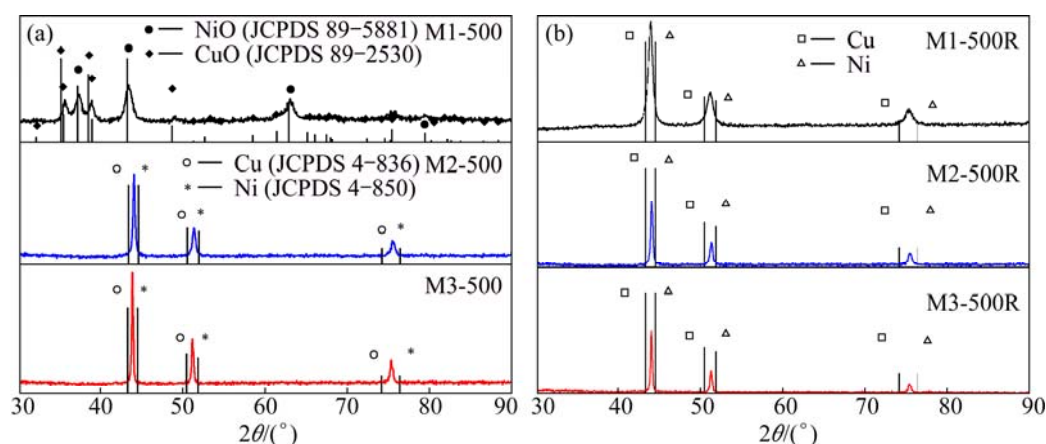 (a)
● — NiO (JCPDS 89−5881) M1-500
◆ — CuO (JCPDS 89−2530)
○ — Cu (JCPDS 4−836) M2-500
* — Ni (JCPDS 4−850)
M3-500
30 40 50 60 70 80 90
2θ/(°)
(b)
M1-500R
□ — Cu
△ — Ni
M2-500R
M3-500R
30 40 50 60 70 80 90
2θ/(°)